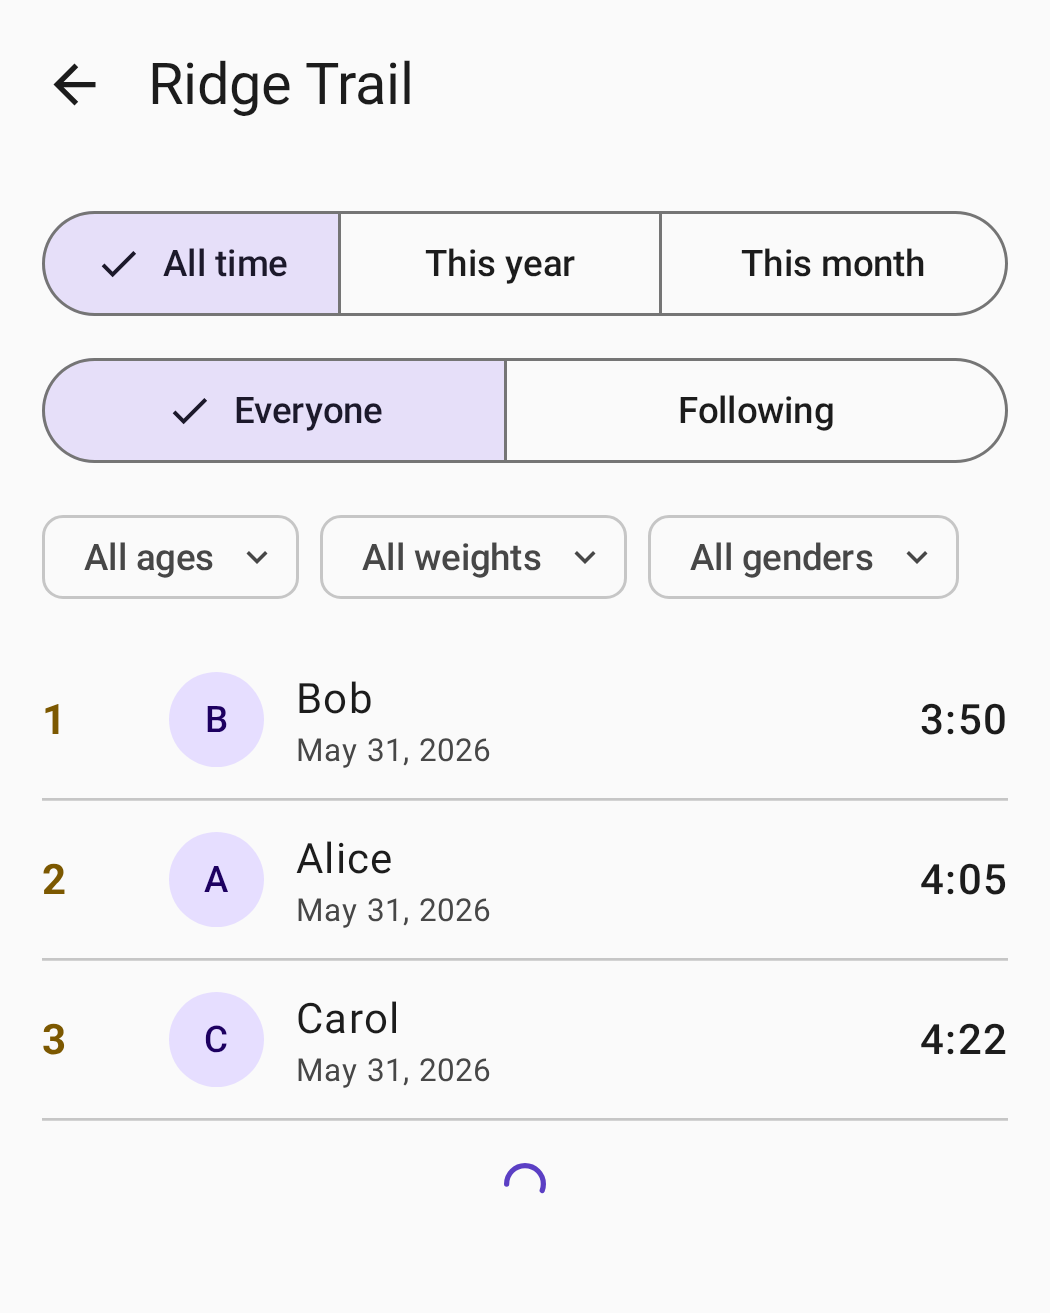 Ridge Trail
All time This year This month
Everyone Following
All ages All weights All genders
1 B Bob 3:50
May 31, 2026
2 A Alice 4:05
May 31, 2026
3 C Carol 4:22
May 31, 2026